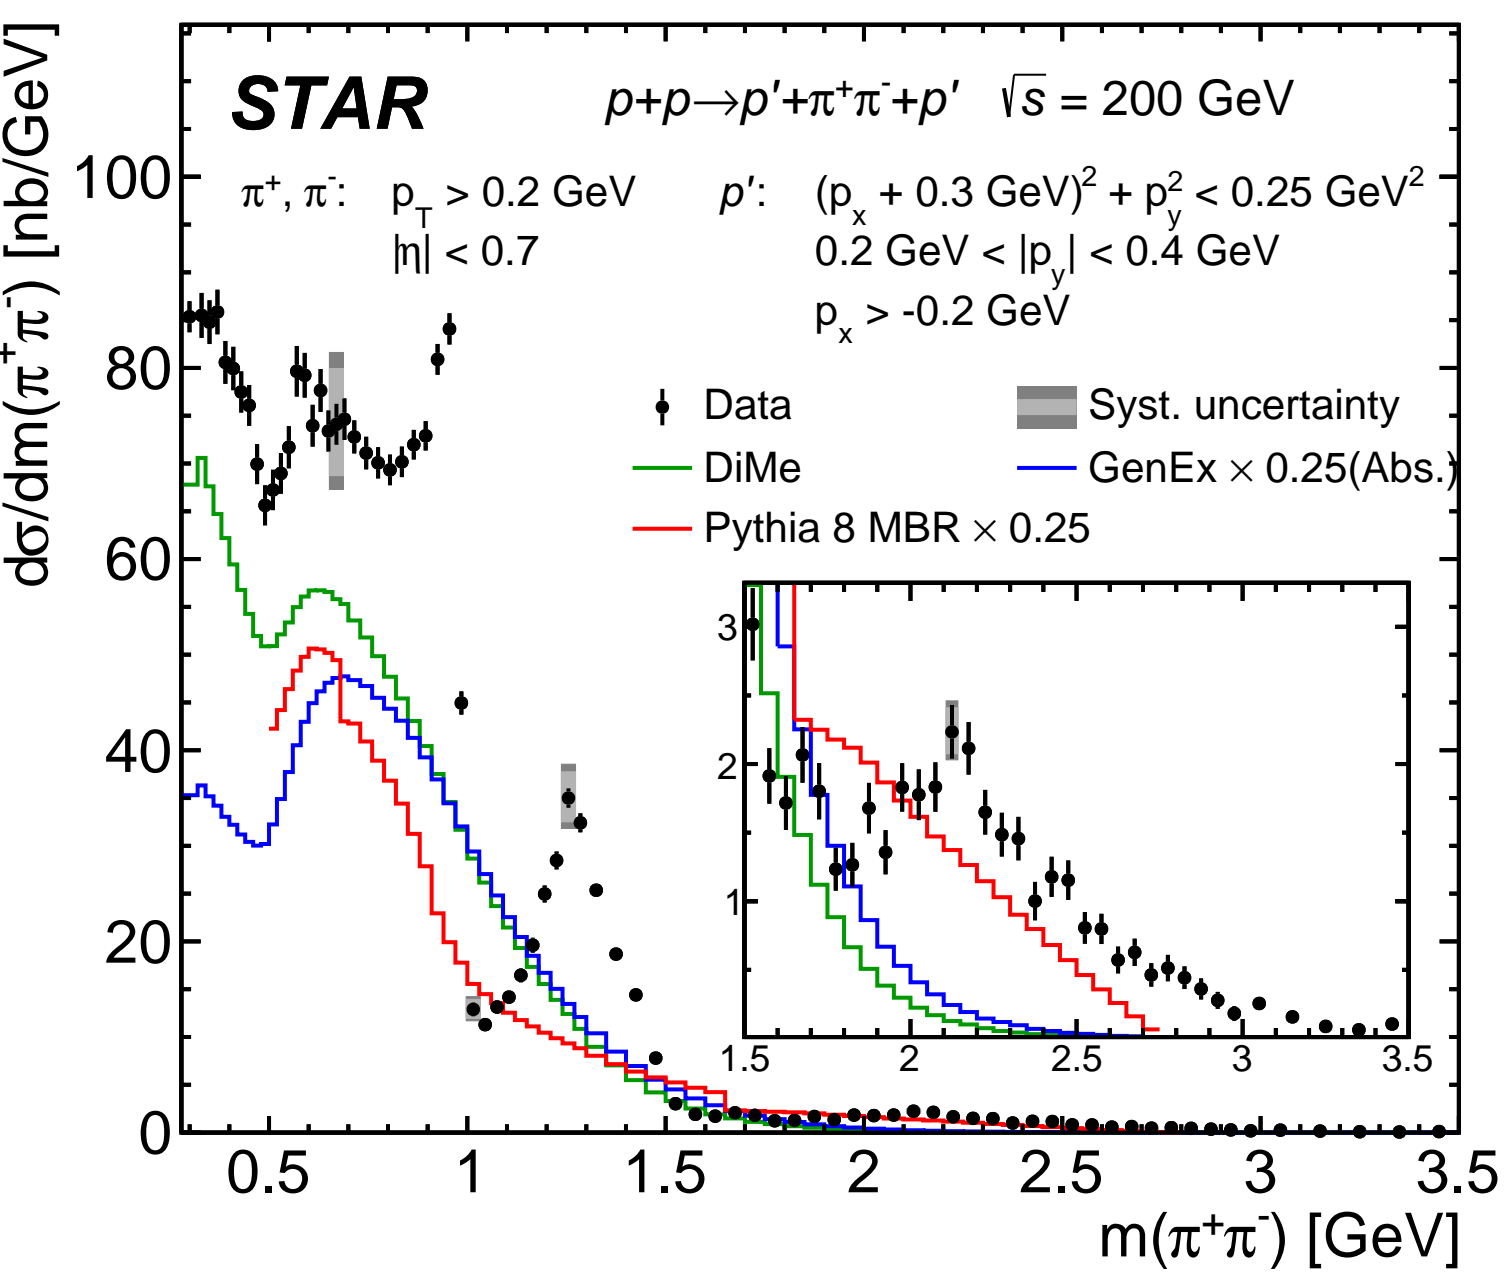 STAR p+p→p′+π⁺π⁻+p′ √s = 200 GeV
π⁺, π⁻: p_T > 0.2 GeV p′: (p_x + 0.3 GeV)² + p_y² < 0.25 GeV²
|η| < 0.7 0.2 GeV < |p_y| < 0.4 GeV
p_x > -0.2 GeV
Data Syst. uncertainty
DiMe GenEx × 0.25(Abs.)
Pythia 8 MBR × 0.25
dσ/dm(π⁺π⁻) [nb/GeV]
100
80
60
40
20
0
3
2
1
1.5 2 2.5 3 3.5
0.5 1 1.5 2 2.5 3 3.5
m(π⁺π⁻) [GeV]